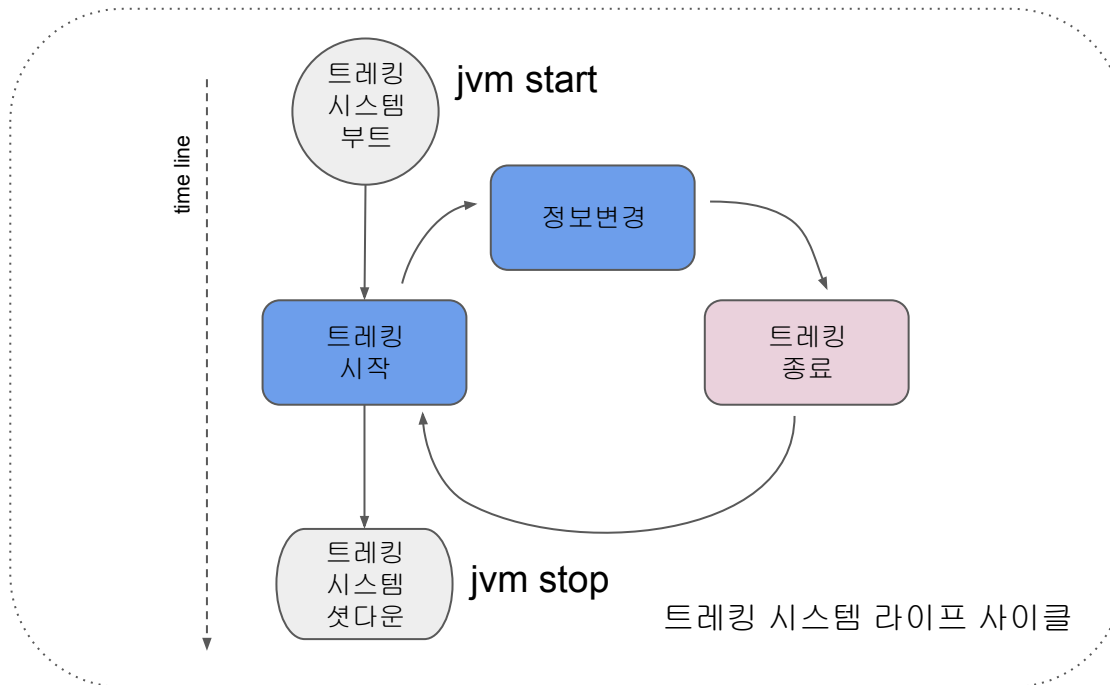 트레킹
시스템
부트
jvm start
time line
정보변경
트레킹
시작
트레킹
종료
트레킹
시스템
셧다운
jvm stop
트레킹 시스템 라이프 사이클